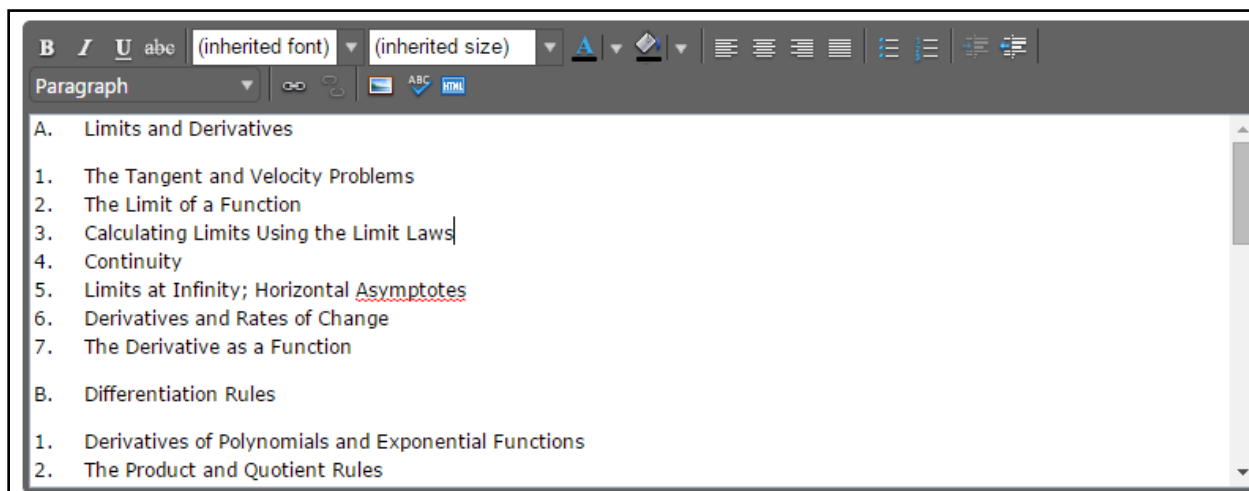 B I U abc (inherited font) (inherited size) A
Paragraph ABC HTML
A. Limits and Derivatives
1. The Tangent and Velocity Problems
2. The Limit of a Function
3. Calculating Limits Using the Limit Laws
4. Continuity
5. Limits at Infinity; Horizontal Asymptotes
6. Derivatives and Rates of Change
7. The Derivative as a Function
B. Differentiation Rules
1. Derivatives of Polynomials and Exponential Functions
2. The Product and Quotient Rules